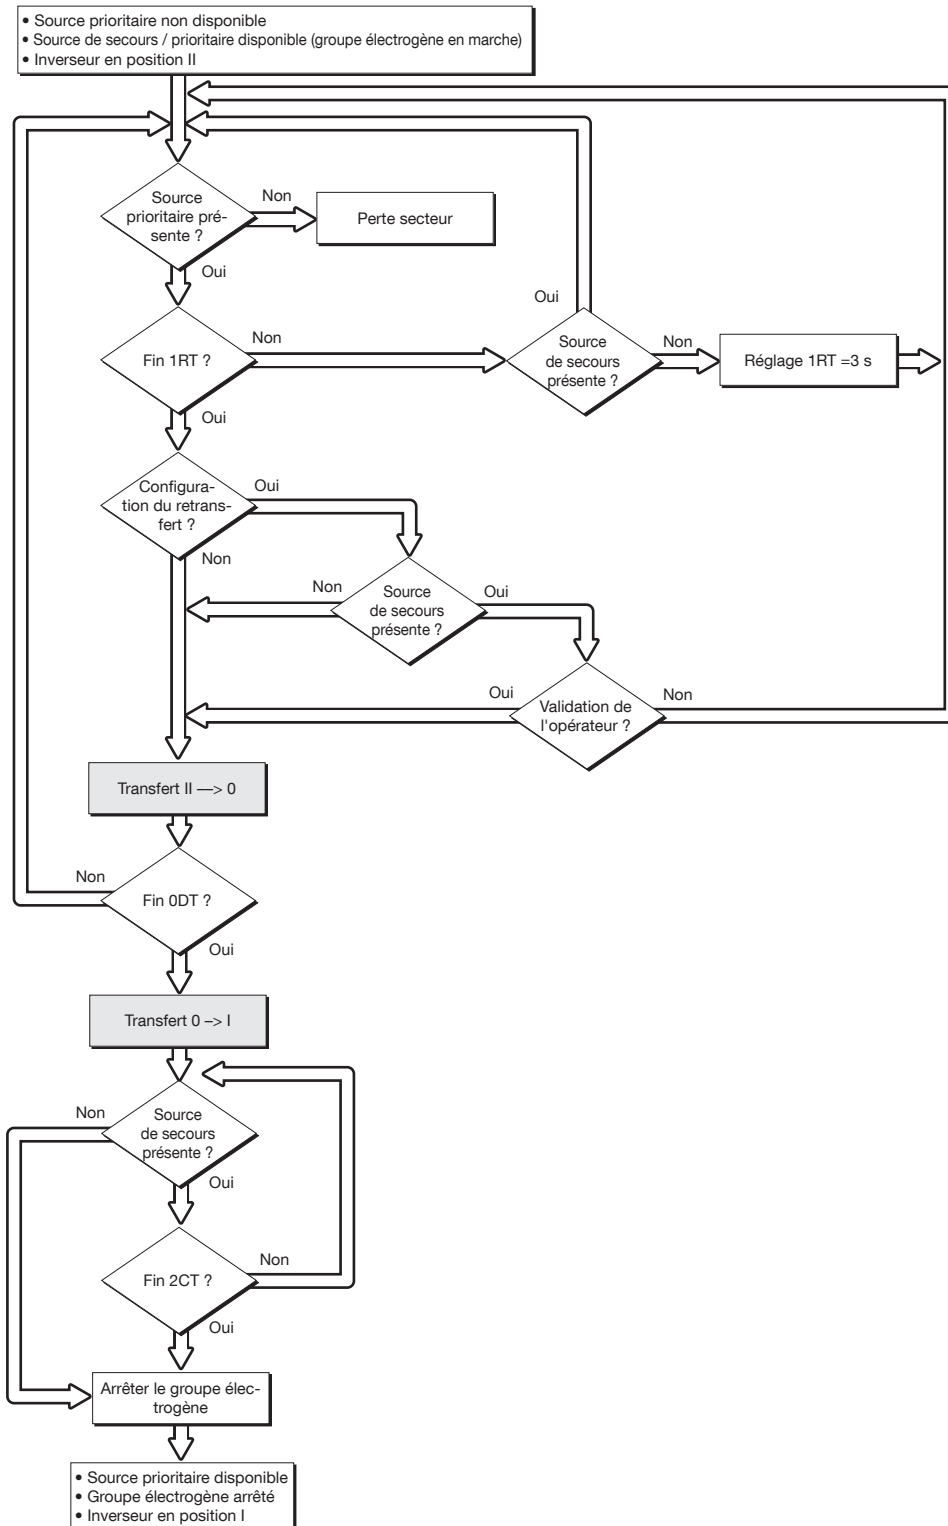 • Source prioritaire non disponible
• Source de secours / prioritaire disponible (groupe électrogène en marche)
• Inverseur en position II
Source
prioritaire pré-
sente ?
Non
Perte secteur
Oui
Fin 1RT ?
Non
Oui
Source
de secours
présente ?
Non
Réglage 1RT =3 s
Oui
Configura-
tion du retrans-
fert ?
Oui
Non
Non
Source
de secours
présente ?
Oui
Oui
Validation de
l'opérateur ?
Non
Transfert II —> 0
Non
Fin 0DT ?
Oui
Transfert 0 –> I
Non
Source
de secours
présente ?
Oui
Fin 2CT ?
Non
Oui
Arrêter le groupe élec-
trogène
• Source prioritaire disponible
• Groupe électrogène arrêté
• Inverseur en position I